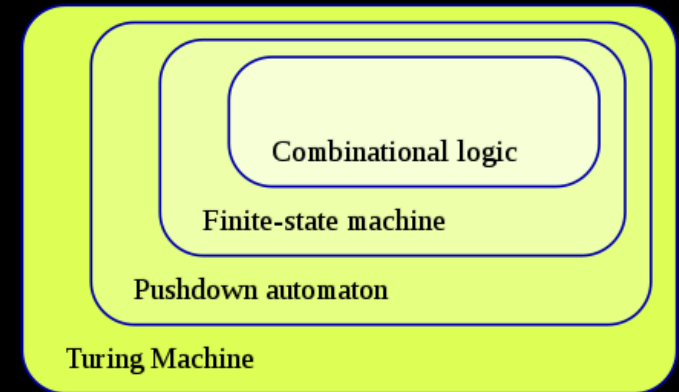 Combinational logic
Finite-state machine
Pushdown automaton
Turing Machine